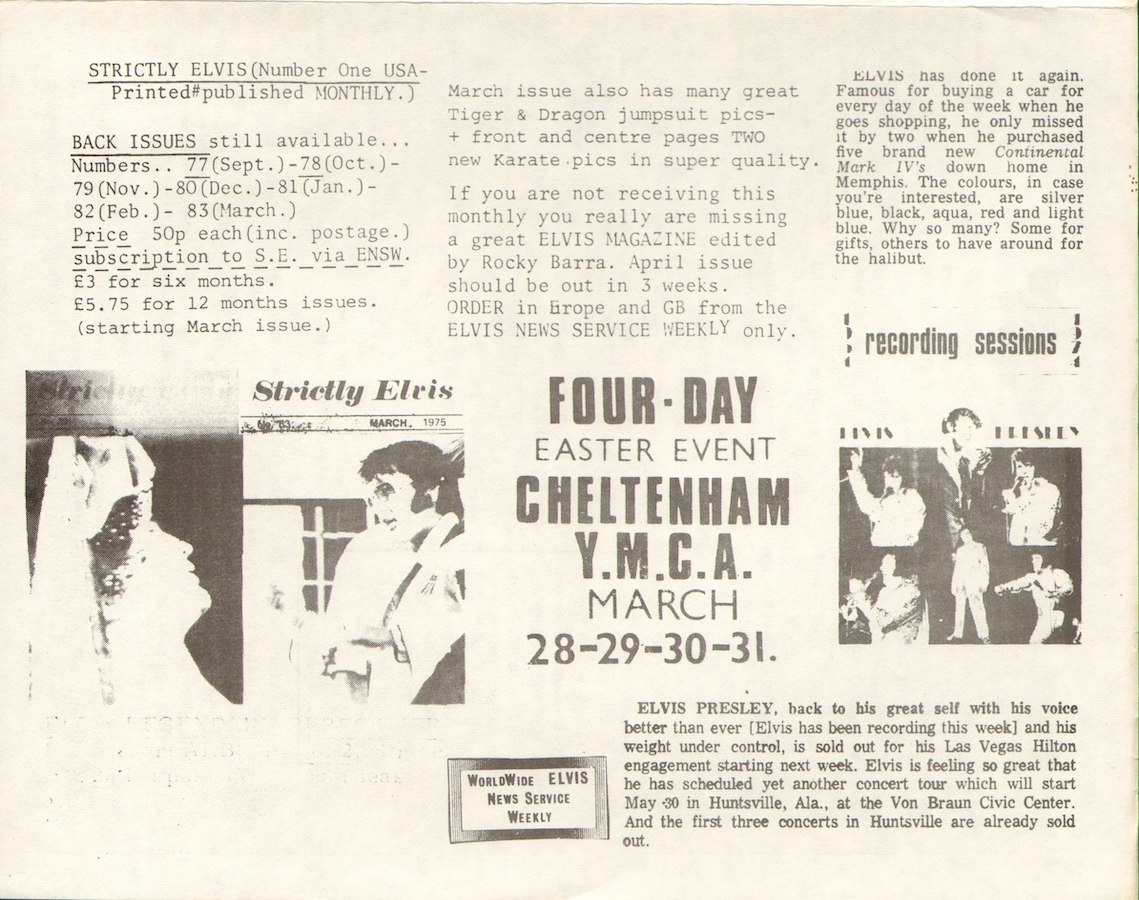 STRICTLY ELVIS(Number One USA-
Printed#published MONTHLY.)
BACK ISSUES still available...
Numbers.. 77(Sept.)-78(Oct.)-
79(Nov.)-80(Dec.)-81(Jan.)-
82(Feb.)- 83(March.)
Price 50p each(inc. postage.)
subscription to S.E. via ENSW.
£3 for six months.
£5.75 for 12 months issues.
(starting March issue.)
March issue also has many great
Tiger & Dragon jumpsuit pics-
+ front and centre pages TWO
new Karate pics in super quality.
If you are not receiving this
monthly you really are missing
a great ELVIS MAGAZINE edited
by Rocky Barra. April issue
should be out in 3 weeks.
ORDER in Erope and GB from the
ELVIS NEWS SERVICE WEEKLY only.
ELVIS has done it again.
Famous for buying a car for
every day of the week when he
goes shopping, he only missed
it by two when he purchased
five brand new Continental
Mark IV's down home in
Memphis. The colours, in case
you're interested, are silver
blue, black, aqua, red and light
blue. Why so many? Some for
gifts, others to have around for
the halibut.
recording sessions
Strictly Elvis
MARCH, 1975
FOUR-DAY
EASTER EVENT
CHELTENHAM
Y.M.C.A.
MARCH
28-29-30-31.
ELVIS PRESLEY
ELVIS PRESLEY, back to his great self with his voice
better than ever [Elvis has been recording this week] and his
weight under control, is sold out for his Las Vegas Hilton
engagement starting next week. Elvis is feeling so great that
he has scheduled yet another concert tour which will start
May 30 in Huntsville, Ala., at the Von Braun Civic Center.
And the first three concerts in Huntsville are already sold
out.
WORLDWIDE ELVIS
NEWS SERVICE
WEEKLY